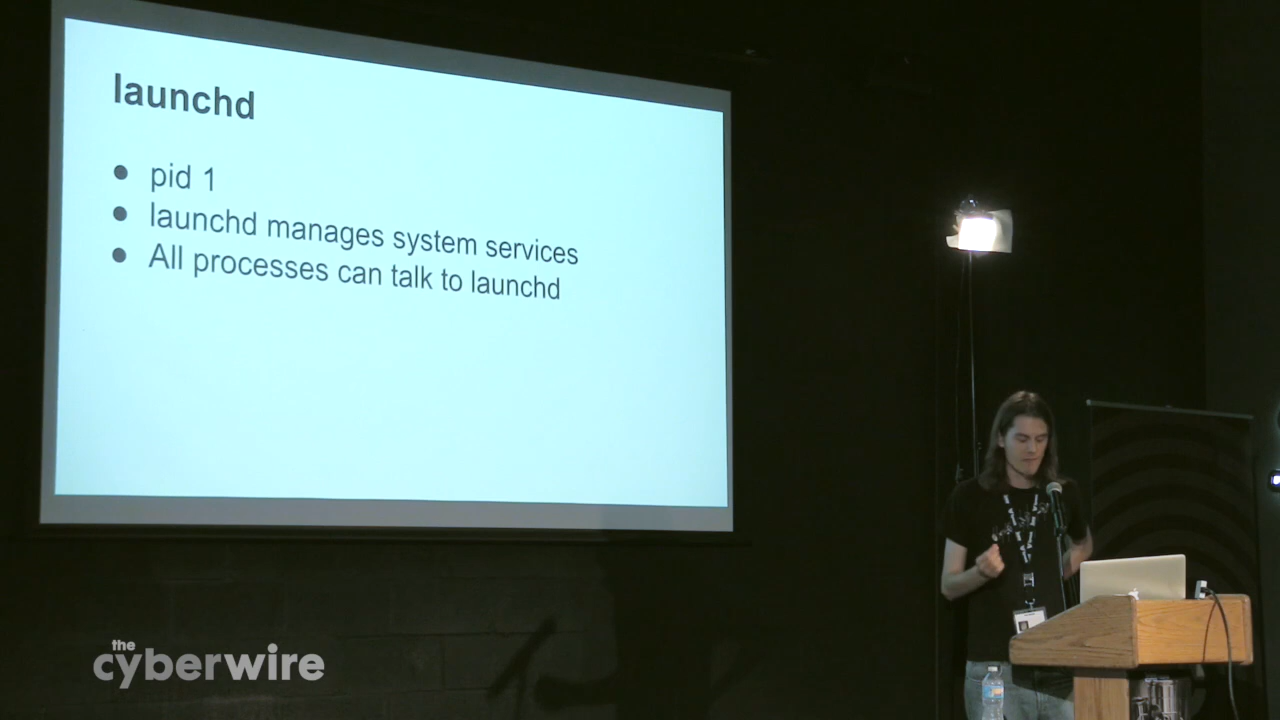 launchd
pid 1
launchd manages system services
All processes can talk to launchd
the
cyberwire